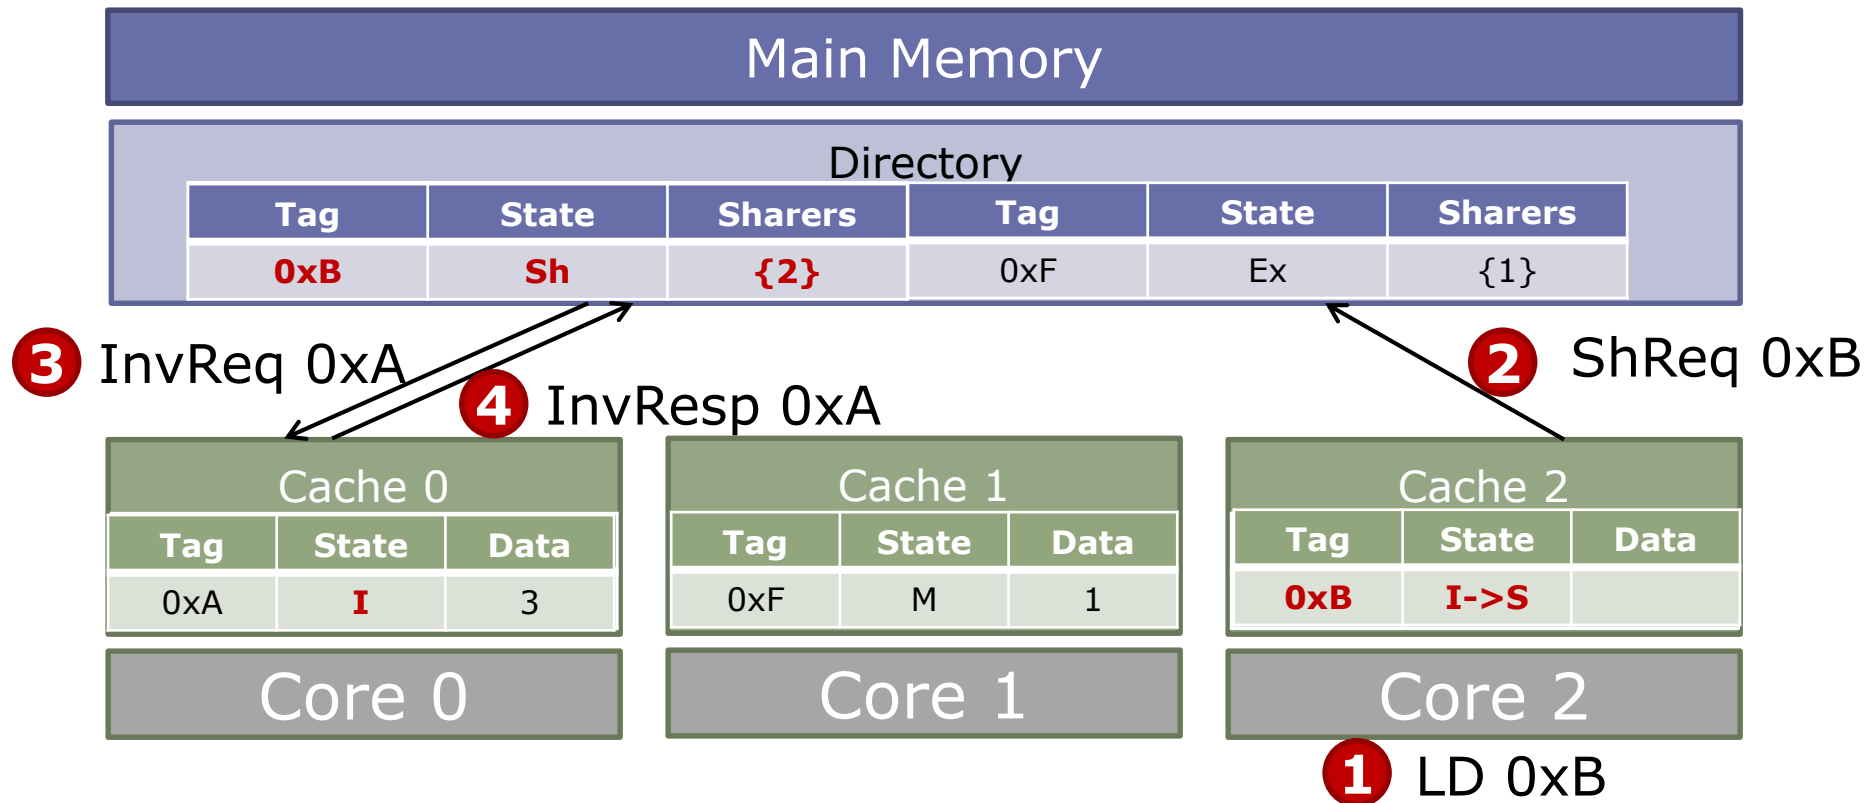 Main Memory
Directory
Tag State Sharers Tag State Sharers
0xB Sh {2} 0xF Ex {1}
3 InvReq 0xA
2 ShReq 0xB
4 InvResp 0xA
Cache 0
Tag State Data
0xA I 3
Core 0
Cache 1
Tag State Data
0xF M 1
Core 1
Cache 2
Tag State Data
0xB I->S
Core 2
1 LD 0xB